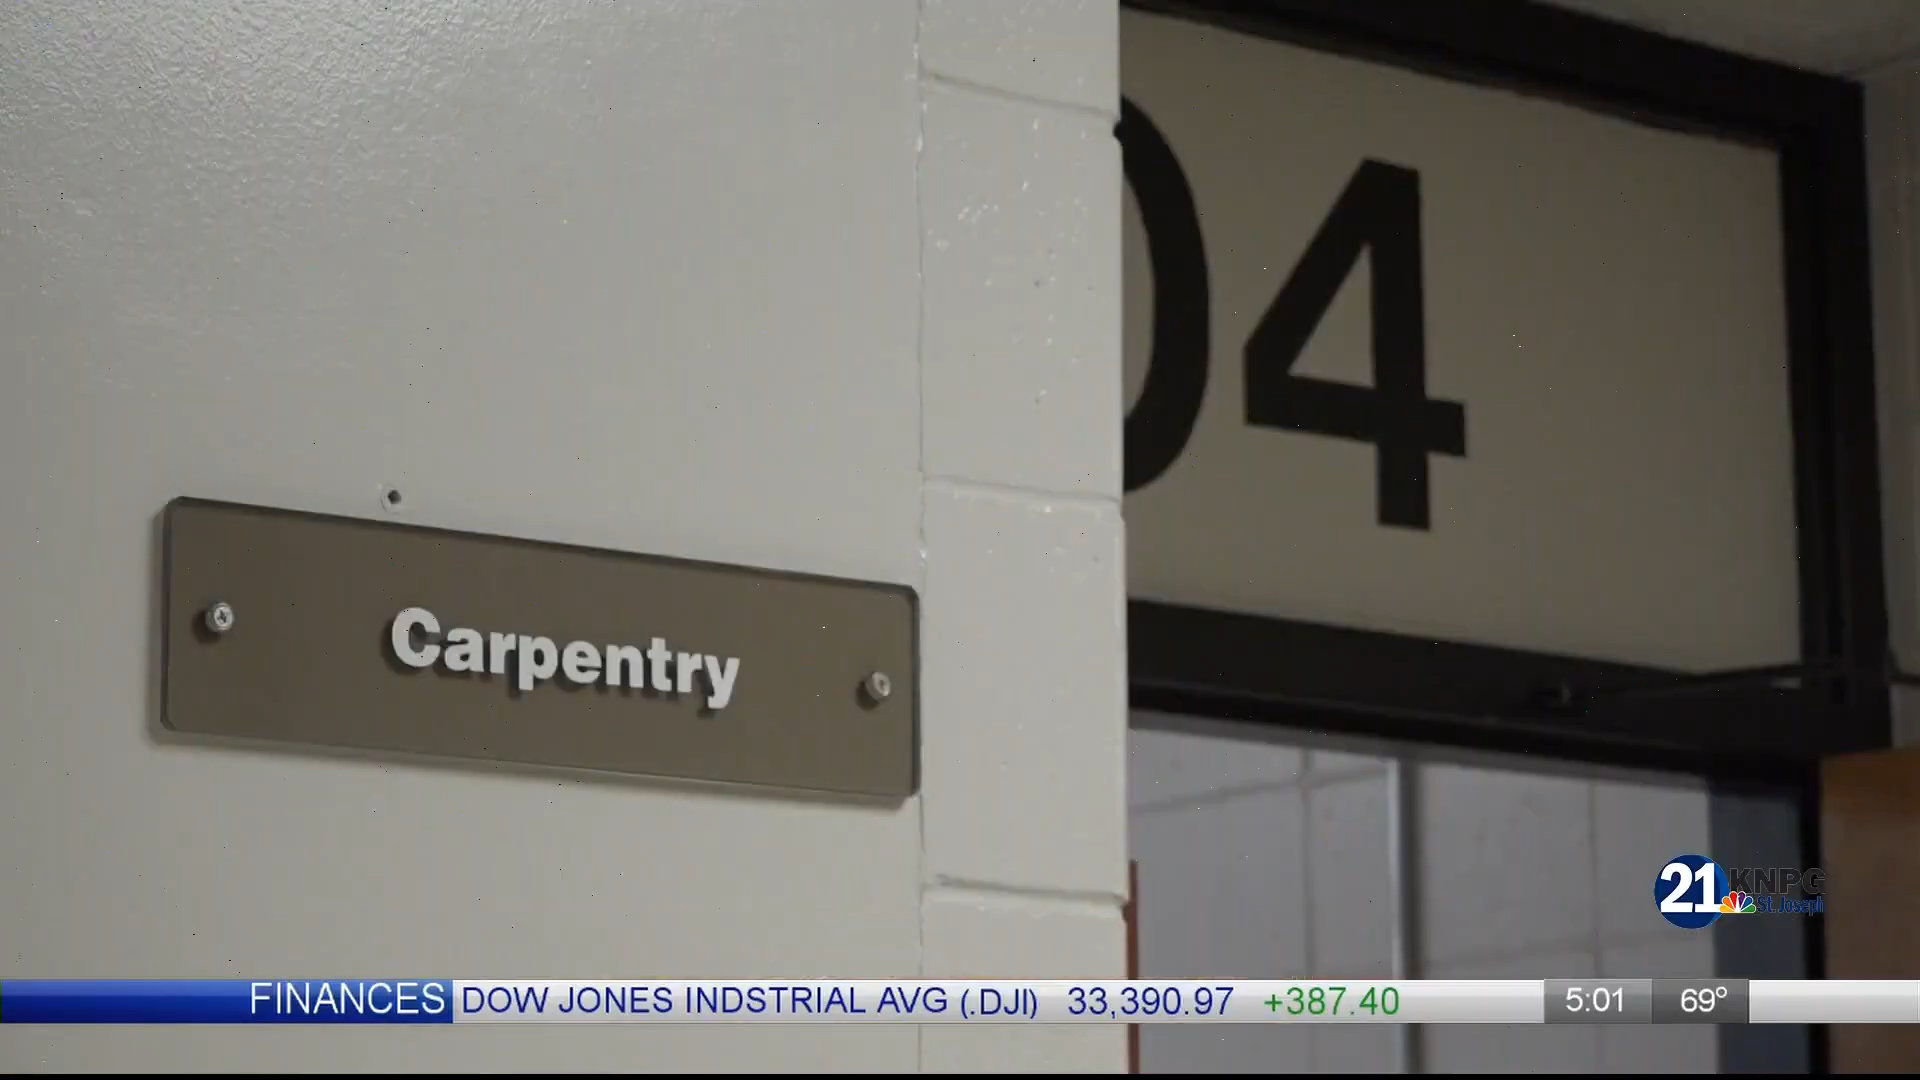 04
Carpentry
21 KNPG
St. Joseph
FINANCES DOW JONES INDSTRIAL AVG (.DJI) 33,390.97 +387.40 5:01 69°